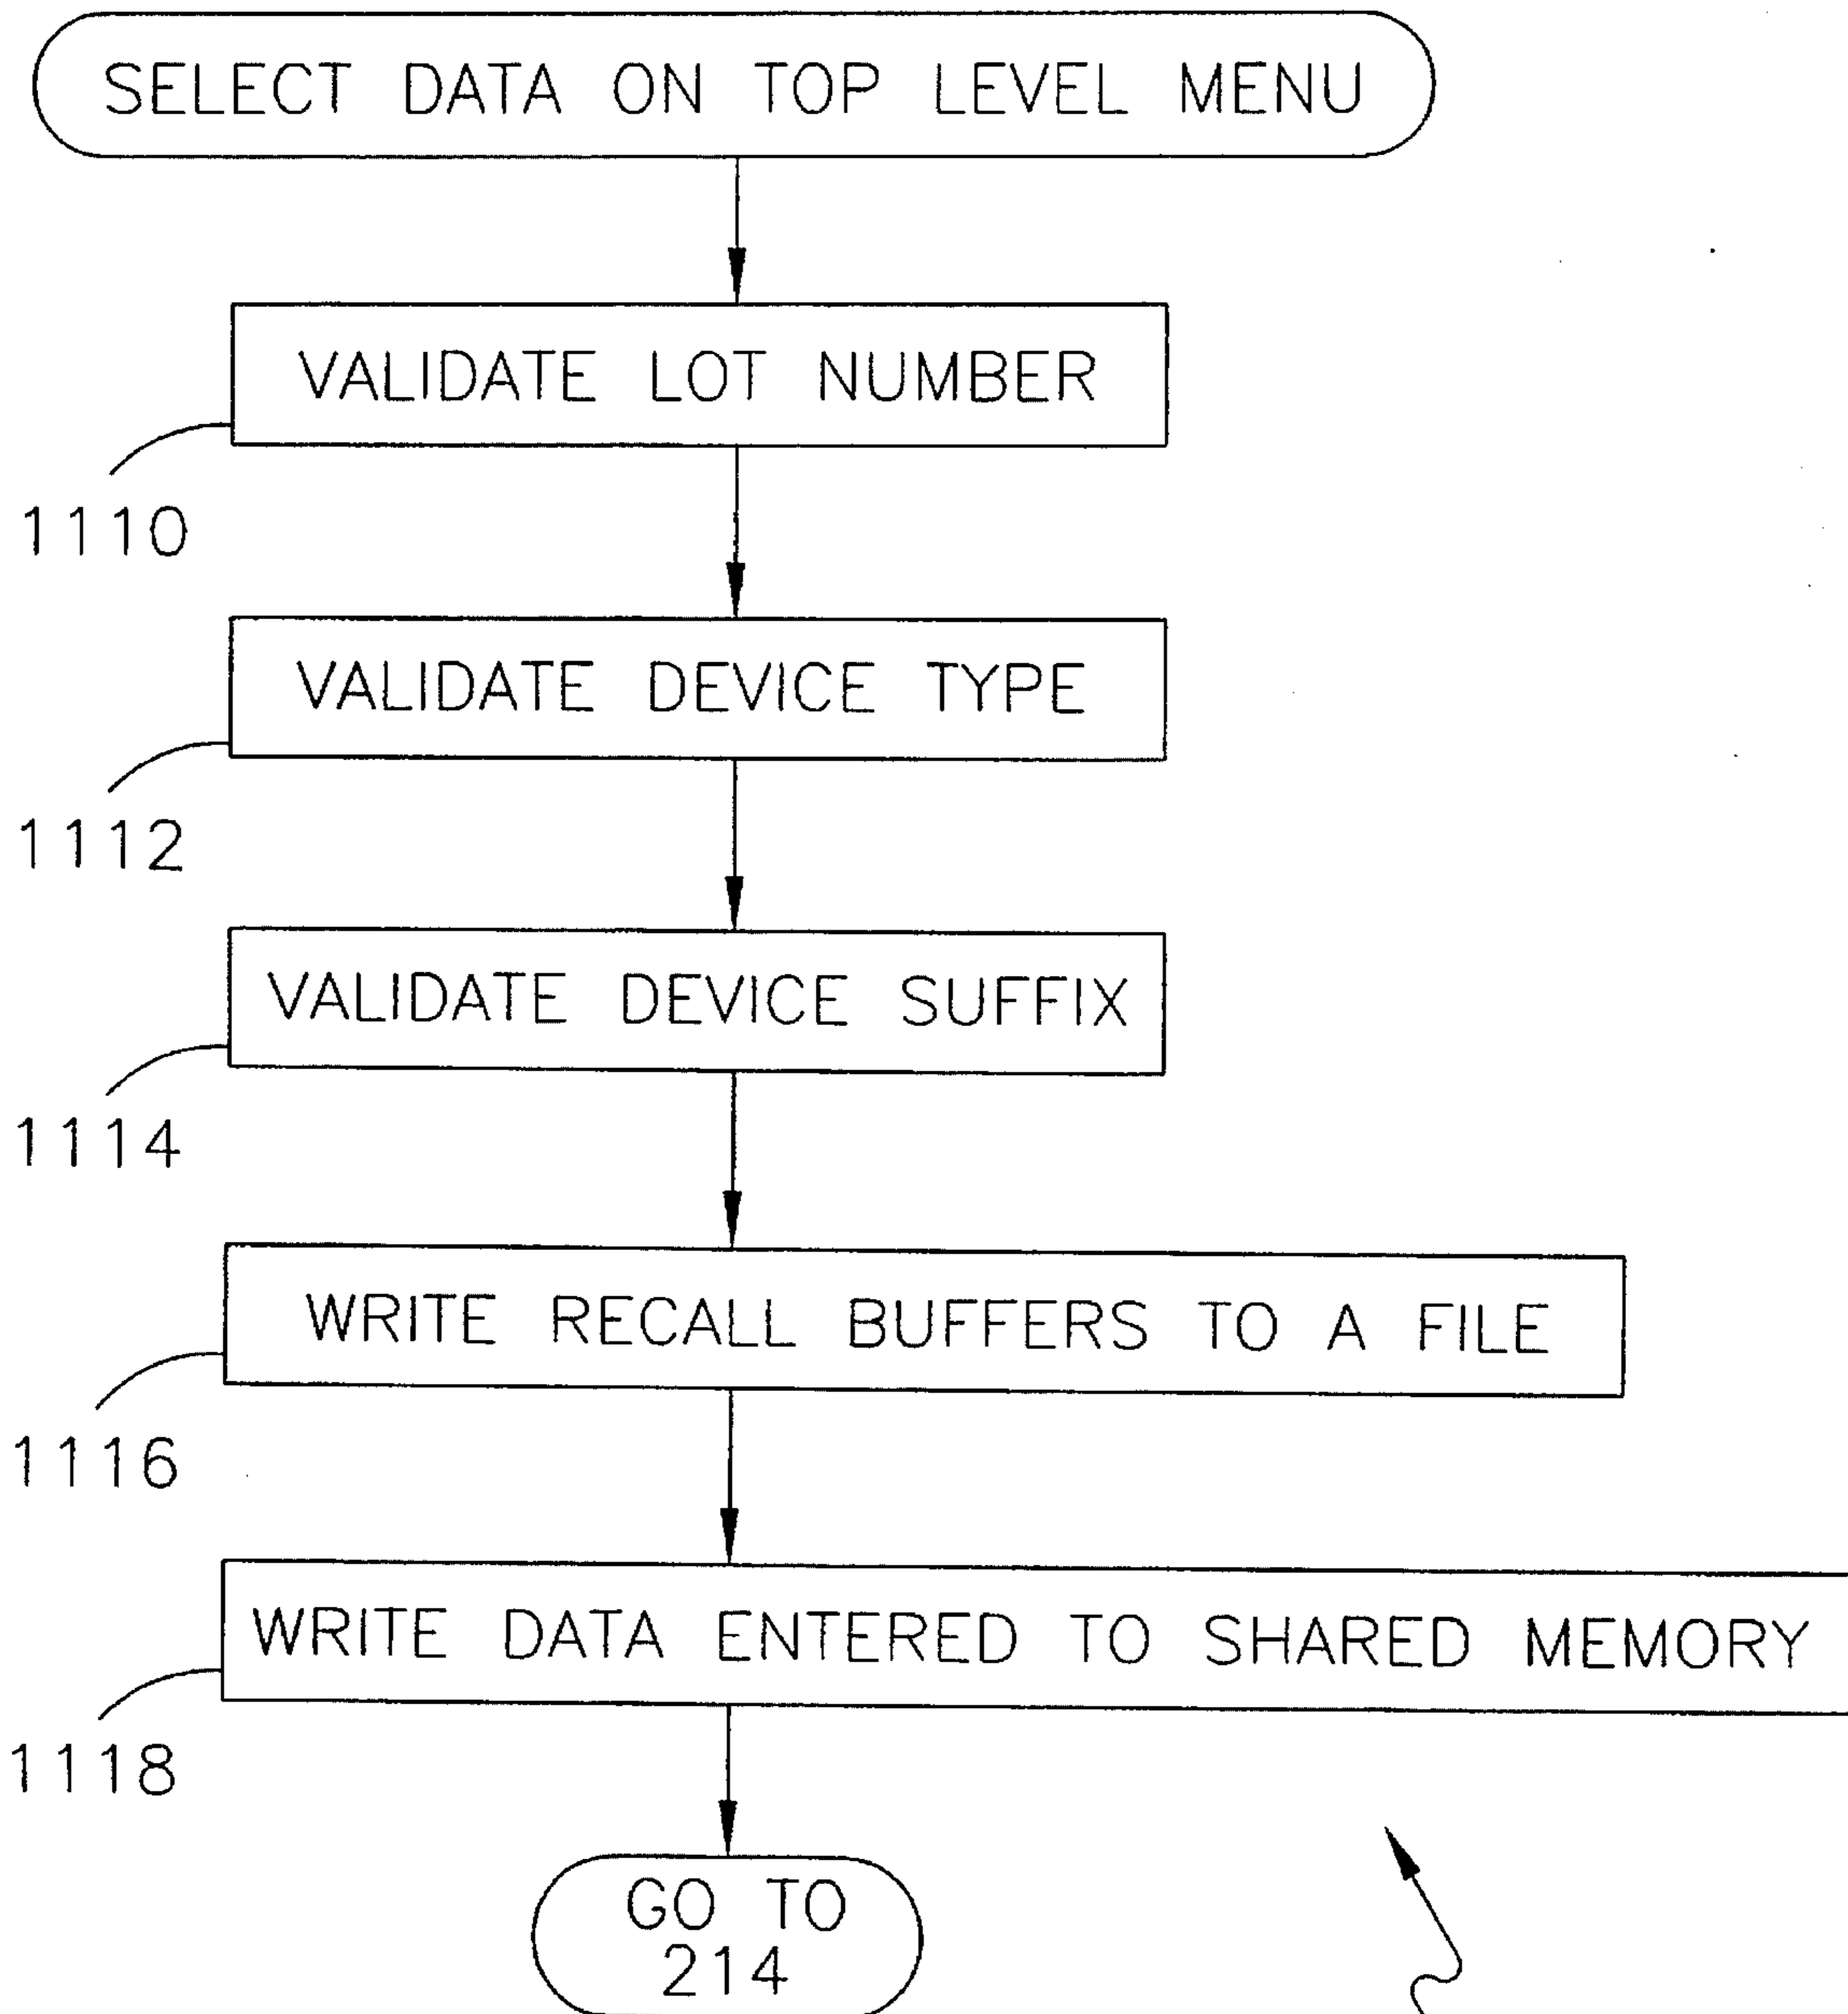 SELECT DATA ON TOP LEVEL MENU
VALIDATE LOT NUMBER
1110
VALIDATE DEVICE TYPE
1112
VALIDATE DEVICE SUFFIX
1114
WRITE RECALL BUFFERS TO A FILE
1116
WRITE DATA ENTERED TO SHARED MEMORY
1118
GO TO
214